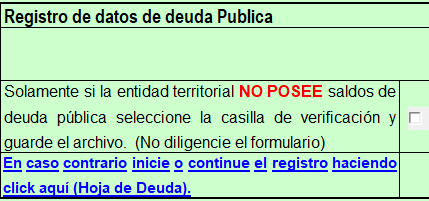 Registro de datos de deuda Publica
Solamente si la entidad territorial NO POSEE saldos de
deuda pública seleccione la casilla de verificación y
guarde el archivo. (No diligencie el formulario)
En caso contrario inicie o continue el registro haciendo
click aquí (Hoja de Deuda).